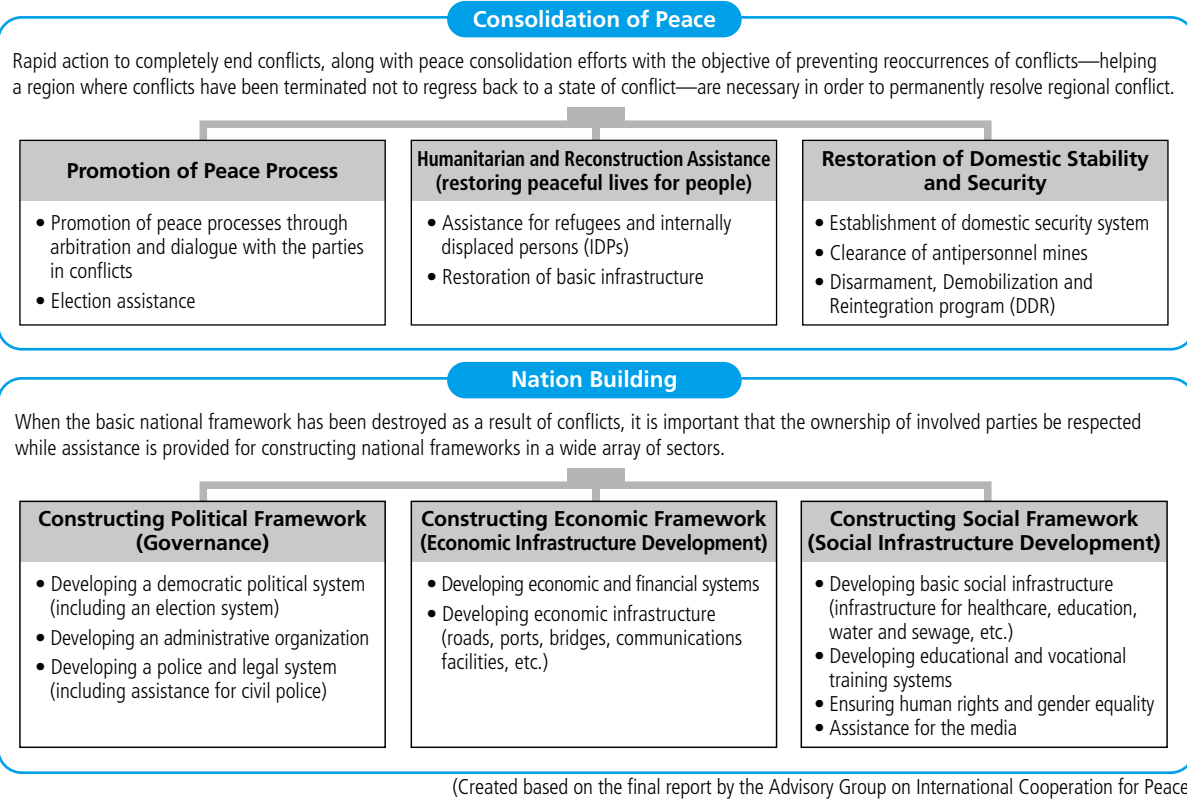 Consolidation of Peace
Rapid action to completely end conflicts, along with peace consolidation efforts with the objective of preventing reoccurrences of conflicts—helping
a region where conflicts have been terminated not to regress back to a state of conflict—are necessary in order to permanently resolve regional conflict.
Promotion of Peace Process
• Promotion of peace processes through
arbitration and dialogue with the parties
in conflicts
• Election assistance
Humanitarian and Reconstruction Assistance
(restoring peaceful lives for people)
• Assistance for refugees and internally
displaced persons (IDPs)
• Restoration of basic infrastructure
Restoration of Domestic Stability
and Security
• Establishment of domestic security system
• Clearance of antipersonnel mines
• Disarmament, Demobilization and
Reintegration program (DDR)
Nation Building
When the basic national framework has been destroyed as a result of conflicts, it is important that the ownership of involved parties be respected
while assistance is provided for constructing national frameworks in a wide array of sectors.
Constructing Political Framework
(Governance)
• Developing a democratic political system
(including an election system)
• Developing an administrative organization
• Developing a police and legal system
(including assistance for civil police)
Constructing Economic Framework
(Economic Infrastructure Development)
• Developing economic and financial systems
• Developing economic infrastructure
(roads, ports, bridges, communications
facilities, etc.)
Constructing Social Framework
(Social Infrastructure Development)
• Developing basic social infrastructure
(infrastructure for healthcare, education,
water and sewage, etc.)
• Developing educational and vocational
training systems
• Ensuring human rights and gender equality
• Assistance for the media
(Created based on the final report by the Advisory Group on International Cooperation for Peace